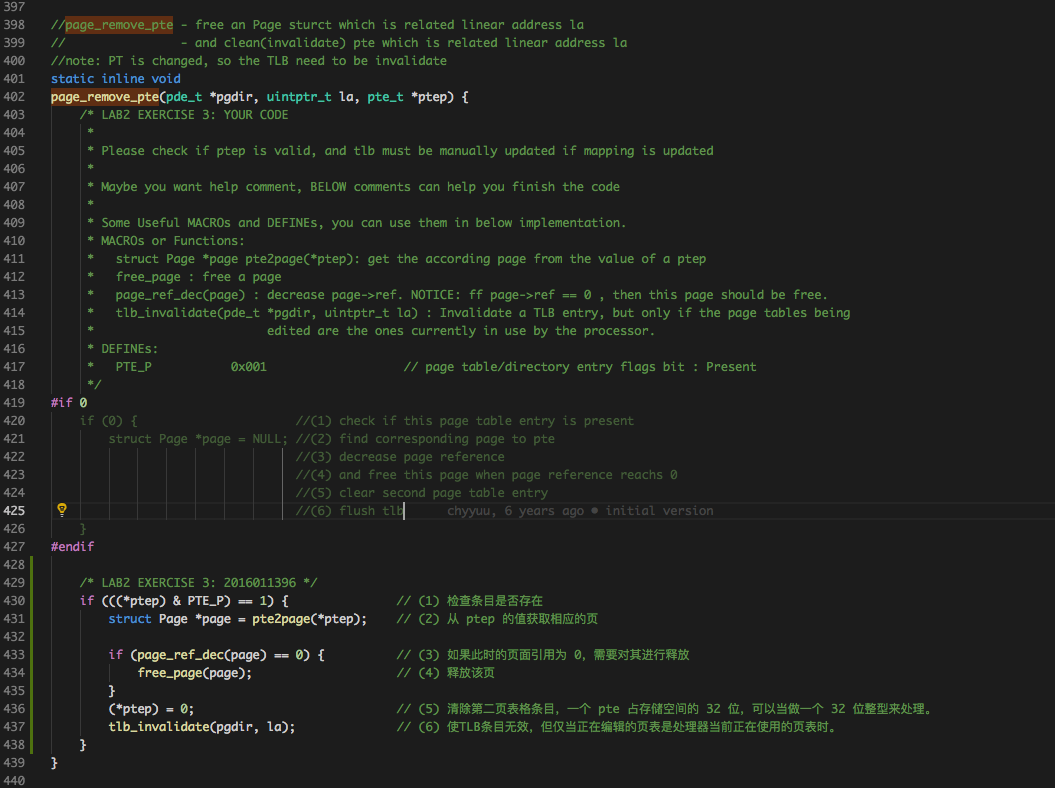 397
398 //page_remove_pte - free an Page sturct which is related linear address la
399 //                - and clean(invalidate) pte which is related linear address la
400 //note: PT is changed, so the TLB need to be invalidate
401 static inline void
402 page_remove_pte(pde_t *pgdir, uintptr_t la, pte_t *ptep) {
403     /* LAB2 EXERCISE 3: YOUR CODE
404      *
405      * Please check if ptep is valid, and tlb must be manually updated if mapping is updated
406      *
407      * Maybe you want help comment, BELOW comments can help you finish the code
408      *
409      * Some Useful MACROs and DEFINEs, you can use them in below implementation.
410      * MACROs or Functions:
411      *   struct Page *page pte2page(*ptep): get the according page from the value of a ptep
412      *   free_page : free a page
413      *   page_ref_dec(page) : decrease page->ref. NOTICE: ff page->ref == 0 , then this page should be free.
414      *   tlb_invalidate(pde_t *pgdir, uintptr_t la) : Invalidate a TLB entry, but only if the page tables being
415      *                        edited are the ones currently in use by the processor.
416      * DEFINEs:
417      *   PTE_P           0x001                   // page table/directory entry flags bit : Present
418      */
419 #if 0
420     if (0) {                      //(1) check if this page table entry is present
421         struct Page *page = NULL; //(2) find corresponding page to pte
422                                   //(3) decrease page reference
423                                   //(4) and free this page when page reference reachs 0
424                                   //(5) clear second page table entry
425                                   //(6) flush tlb      chyyuu, 6 years ago • initial version
426     }
427 #endif
428
429     /* LAB2 EXERCISE 3: 2016011396 */
430     if (((*ptep) & PTE_P) == 1) {               // (1) 检查条目是否存在
431         struct Page *page = pte2page(*ptep);    // (2) 从 ptep 的值获取相应的页
432
433         if (page_ref_dec(page) == 0) {          // (3) 如果此时的页面引用为 0，需要对其进行释放
434             free_page(page);                    // (4) 释放该页
435         }
436         (*ptep) = 0;                            // (5) 清除第二页表格条目，一个 pte 占存储空间的 32 位，可以当做一个 32 位整型来处理。
437         tlb_invalidate(pgdir, la);              // (6) 使TLB条目无效，但仅当正在编辑的页表是处理器当前正在使用的页表时。
438     }
439 }
440